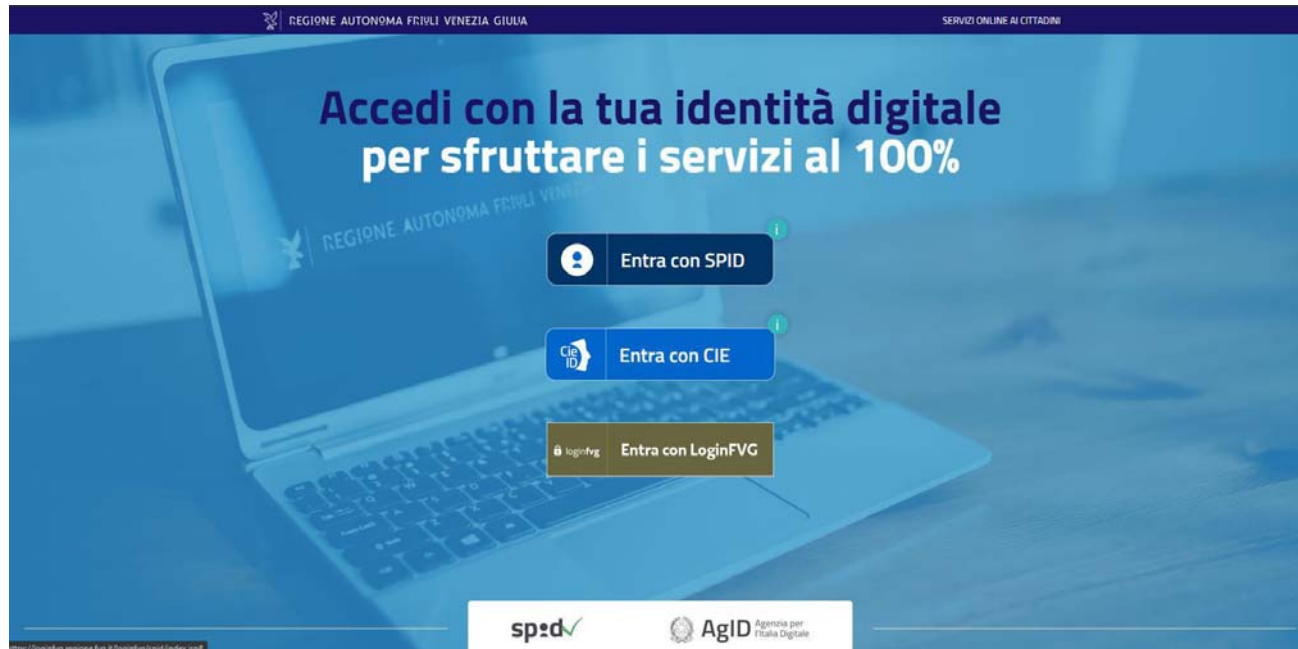 REGIONE AUTONOMA FRIULI VENEZIA GIULIA
SERVIZI ONLINE AI CITTADINI
Accedi con la tua identità digitale
per sfruttare i servizi al 100%
REGIONE AUTONOMA FRIULI VENEZIA
i
Entra con SPID
i
Cie ID
Entra con CIE
loginfvg
Entra con LoginFVG
spid
AgID
Agenzia per
l'Italia Digitale